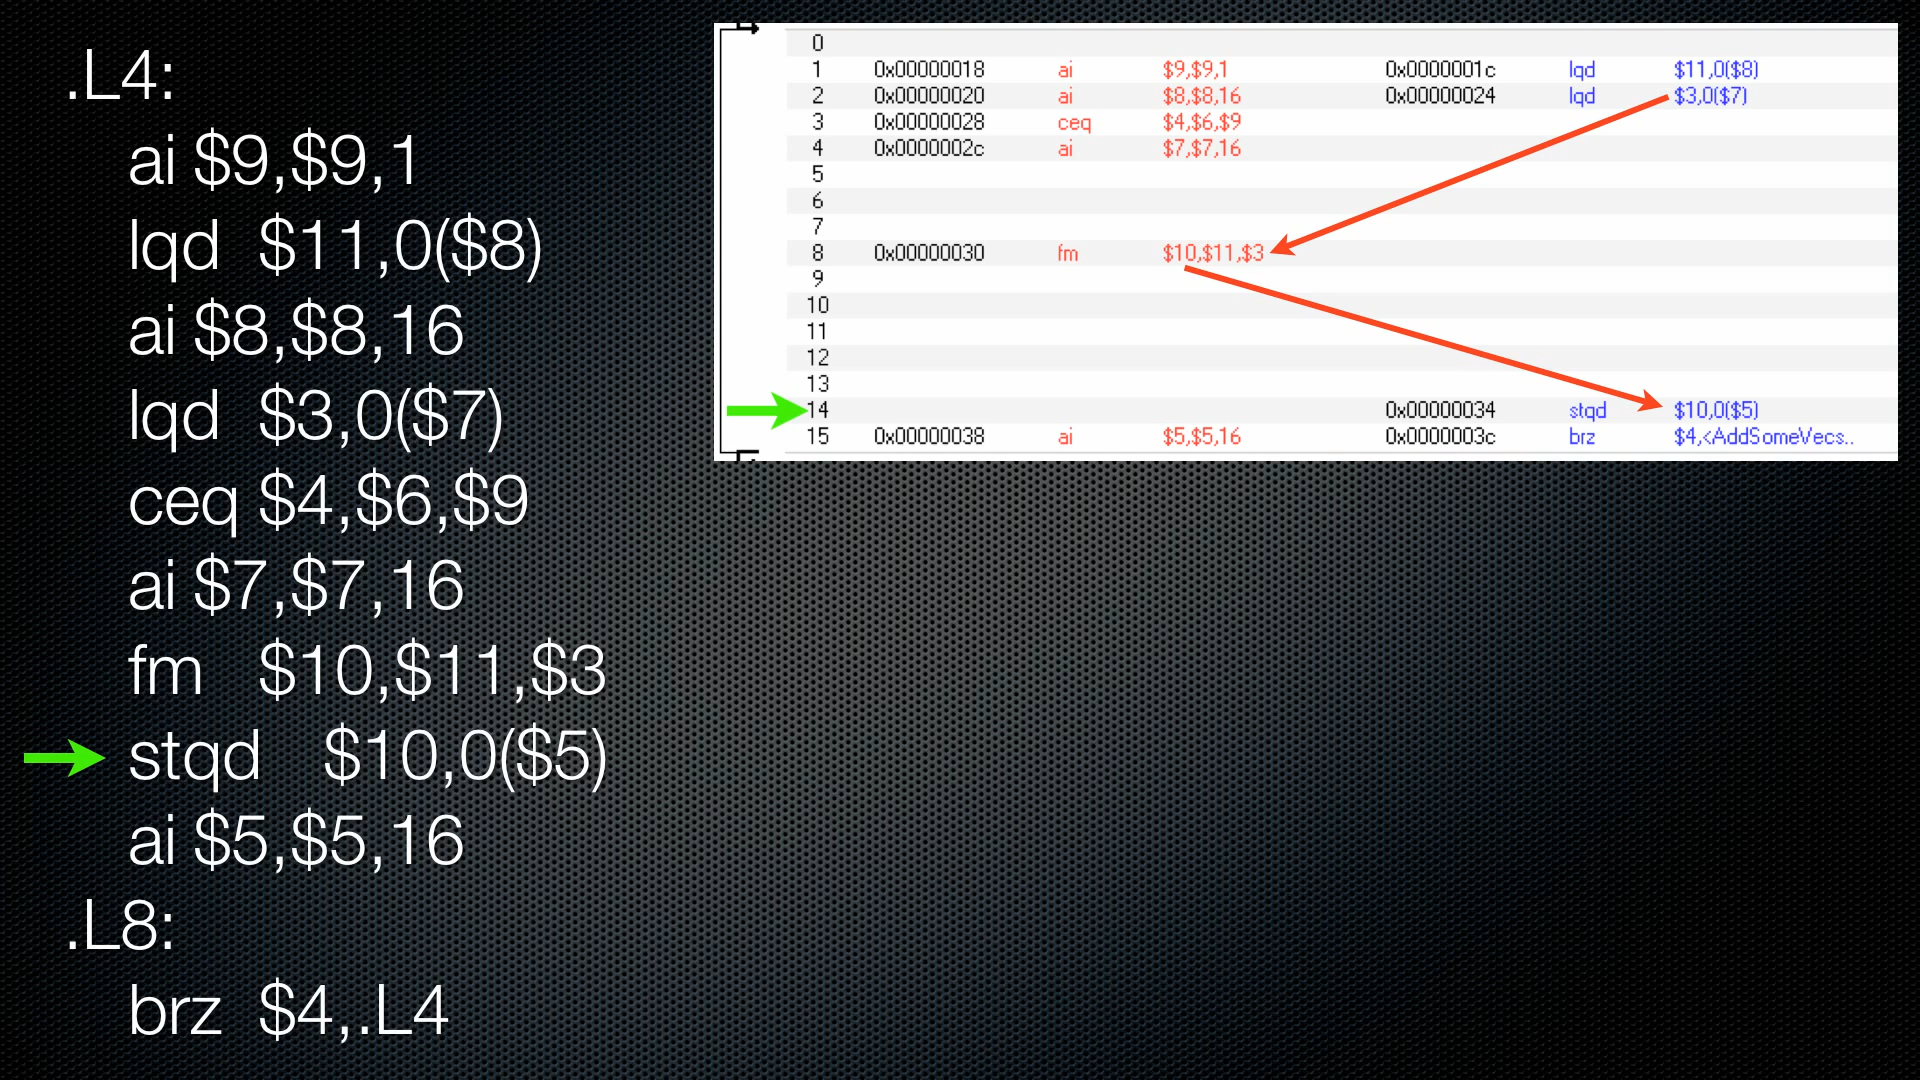 .L4:
ai $9,$9,1
lqd $11,0($8)
ai $8,$8,16
lqd $3,0($7)
ceq $4,$6,$9
ai $7,$7,16
fm $10,$11,$3
stqd $10,0($5)
ai $5,$5,16
.L8:
brz $4,.L4
0
1 0x00000018 ai $9,$9,1 0x0000001c lqd $11,0($8)
2 0x00000020 ai $8,$8,16 0x00000024 lqd $3,0($7)
3 0x00000028 ceq $4,$6,$9
4 0x0000002c ai $7,$7,16
5
6
7
8 0x00000030 fm $10,$11,$3
9
10
11
12
13
14 0x00000034 stqd $10,0($5)
15 0x00000038 ai $5,$5,16 0x0000003c brz $4,<AddSomeVecs..